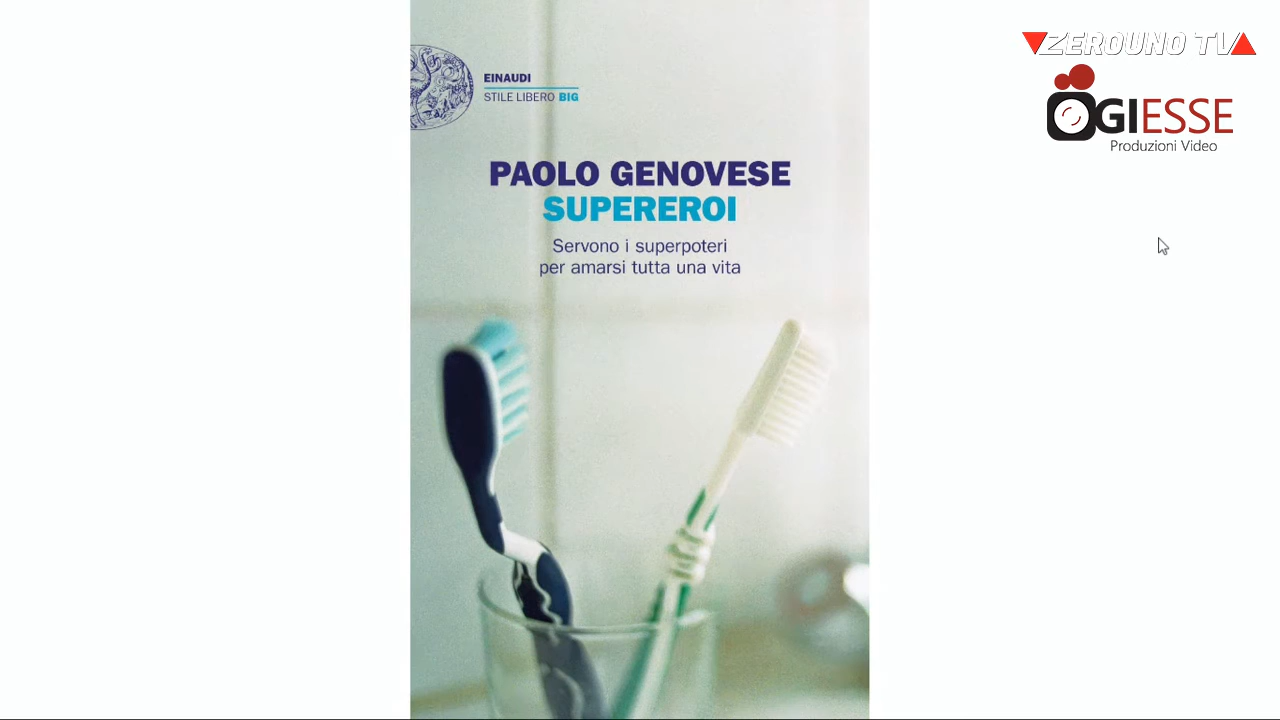 EINAUDI
STILE LIBERO BIG
PAOLO GENOVESE
SUPEREROI
Servono i superpoteri
per amarsi tutta una vita
ZEROUNO TV
GIESSE
Produzioni Video